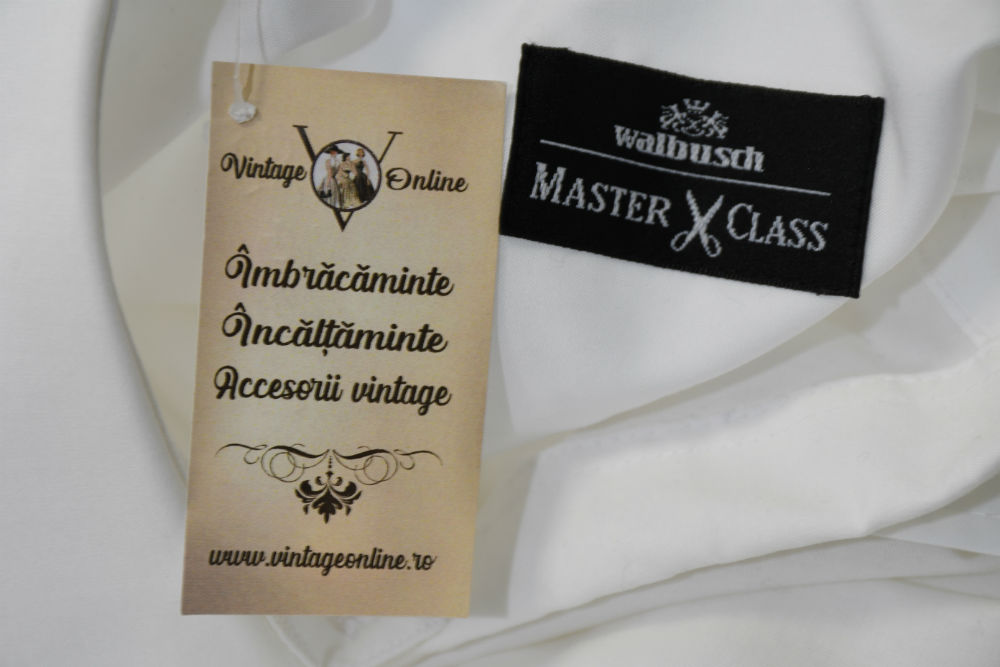 Vintage Online
Îmbrăcăminte
Încălțăminte
Accesorii vintage
www.vintageonline.ro
walbusch
MASTER CLASS